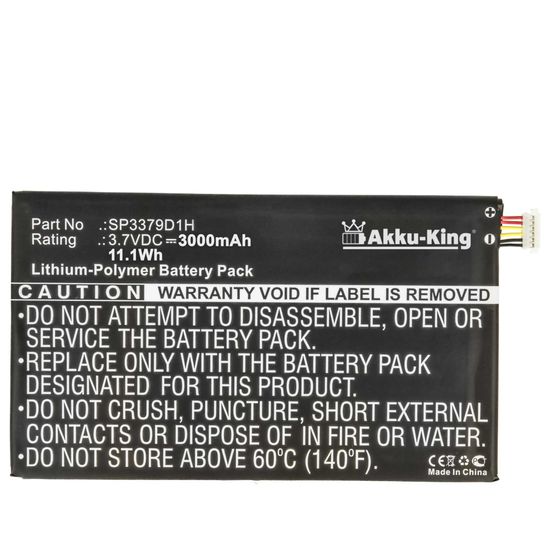 Part No .:SP3379D1H
Rating :3.7VDC⎓3000mAh
11.1Wh
Akku-King
Lithium-Polymer Battery Pack
CAUTION WARRANTY VOID IF LABEL IS REMOVED
•DO NOT ATTEMPT TO DISASSEMBLE, OPEN OR
SERVICE THE BATTERY PACK.
•REPLACE ONLY WITH THE BATTERY PACK
DESIGNATED FOR THIS PRODUCT.
•DO NOT CRUSH, PUNCTURE, SHORT EXTERNAL
CONTACTS OR DISPOSE OF IN FIRE OR WATER.
•DO NOT STORE ABOVE 60°C (140°F).
CE
Made In China